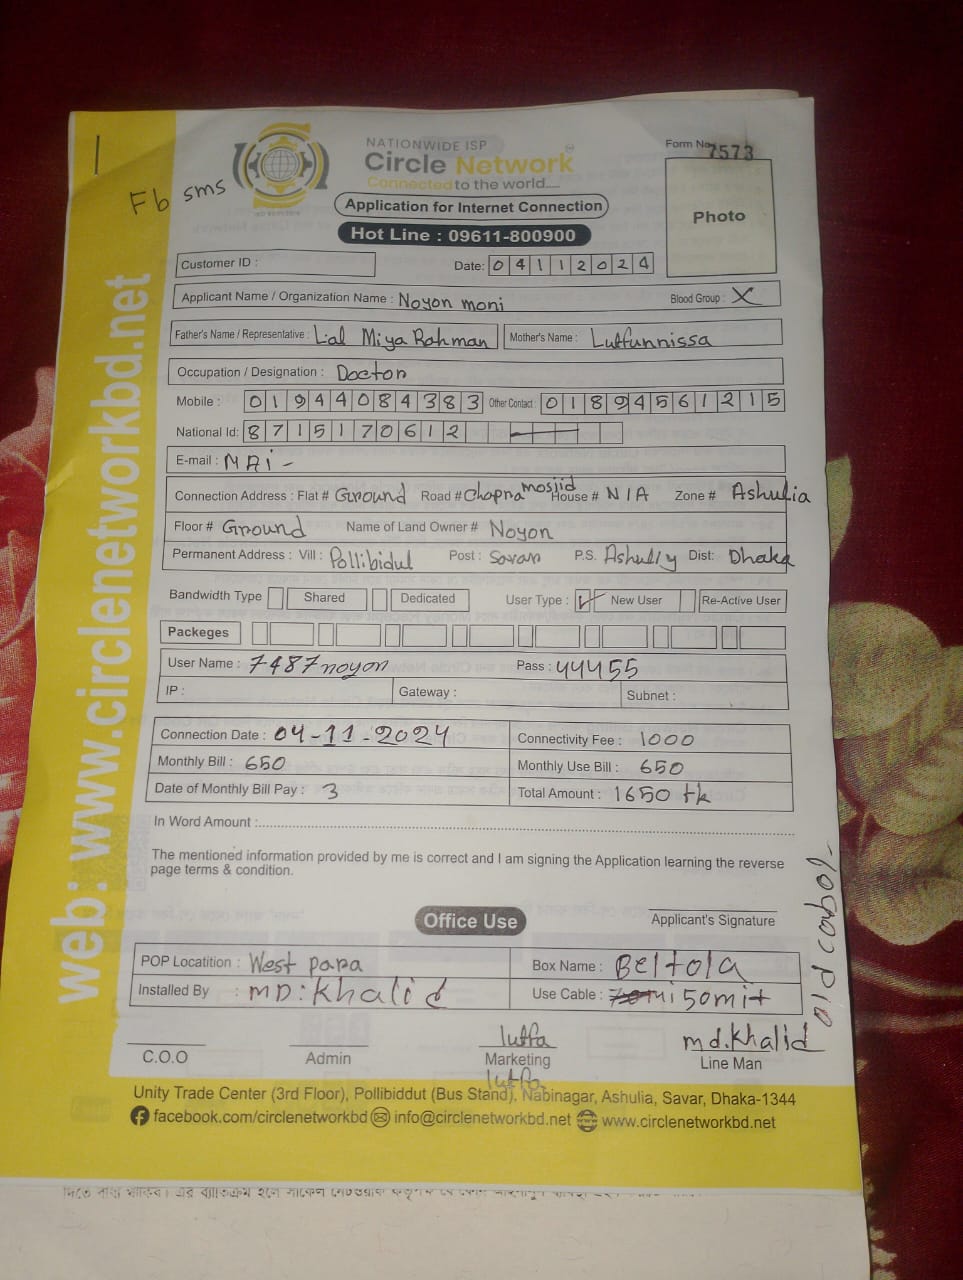 1
Fb sms
NATIONWIDE ISP
Circle Network
Connected to the world....
Application for Internet Connection
Hot Line : 09611-800900
Form No 7573
Photo
Customer ID :
Date: 04112024
Applicant Name / Organization Name : Noyon moni
Blood Group : X
Father's Name / Representative : Lal Miya Rahman
Mother's Name : Lutfunnissa
Occupation / Designation : Doctor
Mobile : 01944084383 Other Contact : 01894561215
National Id: 8715170612
E-mail : MAi -
Connection Address : Flat # Ground Road # Chopra mosjid House # N/A Zone # Ashulia
Floor # Ground Name of Land Owner # Noyon
Permanent Address : Vill : Pollibidul Post : Savar P.S. Ashully Dist: Dhaka
Bandwidth Type Shared Dedicated User Type : ✓ New User Re-Active User
Packeges
User Name : 7487noyon Pass : 44455
IP : Gateway : Subnet :
Connection Date : 04-11-2024 Connectivity Fee : 1000
Monthly Bill : 650 Monthly Use Bill : 650
Date of Monthly Bill Pay : 3 Total Amount : 1650 tk
In Word Amount :
The mentioned information provided by me is correct and I am signing the Application learning the reverse
page terms & condition.
Applicant's Signature
Office Use
POP Locatition : West para Box Name : Beltola
Installed By : MD: Khalid Use Cable : 50mit
old cabol
C.O.O
Admin
lutfa
Marketing
lutfa
md.Khalid
Line Man
Unity Trade Center (3rd Floor), Pollibiddut (Bus Stand), Nabinagar, Ashulia, Savar, Dhaka-1344
facebook.com/circlenetworkbd info@circlenetworkbd.net www.circlenetworkbd.net
web: www.circlenetworkbd.net